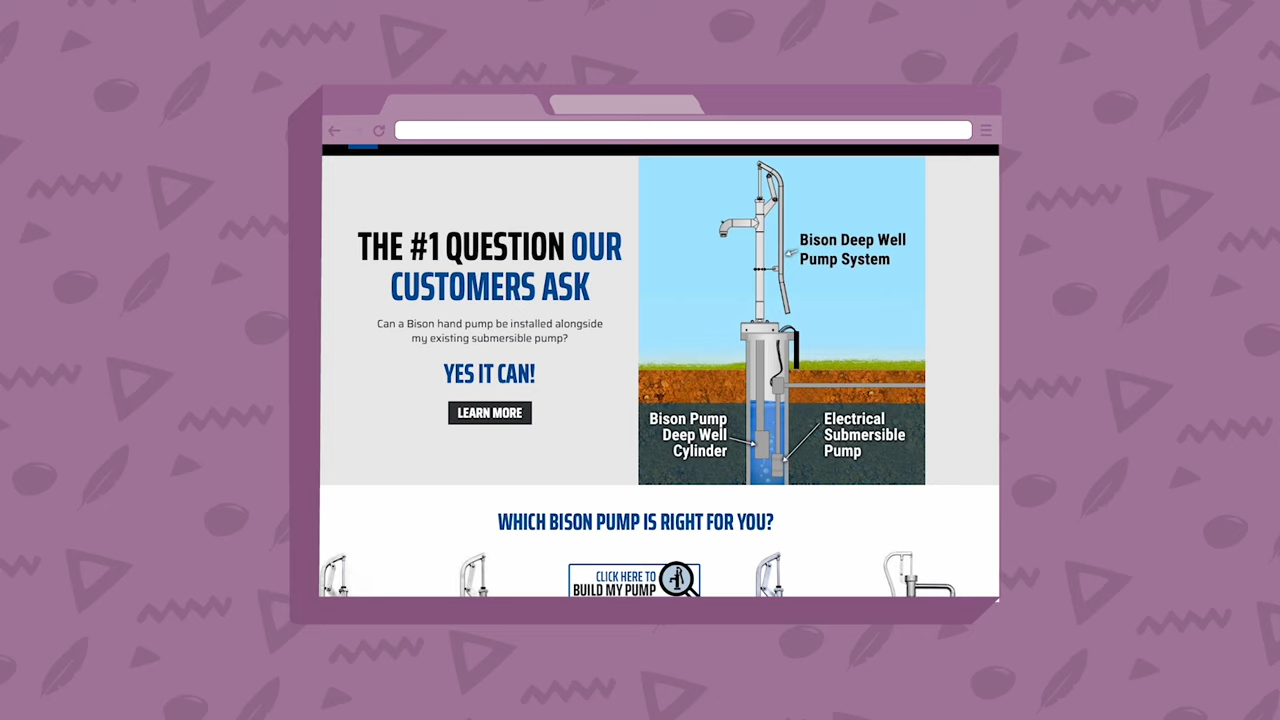 THE #1 QUESTION OUR
CUSTOMERS ASK
Can a Bison hand pump be installed alongside
my existing submersible pump?
YES IT CAN!
LEARN MORE
Bison Deep Well
Pump System
Bison Pump
Deep Well
Cylinder
Electrical
Submersible
Pump
WHICH BISON PUMP IS RIGHT FOR YOU?
CLICK HERE TO
BUILD MY PUMP